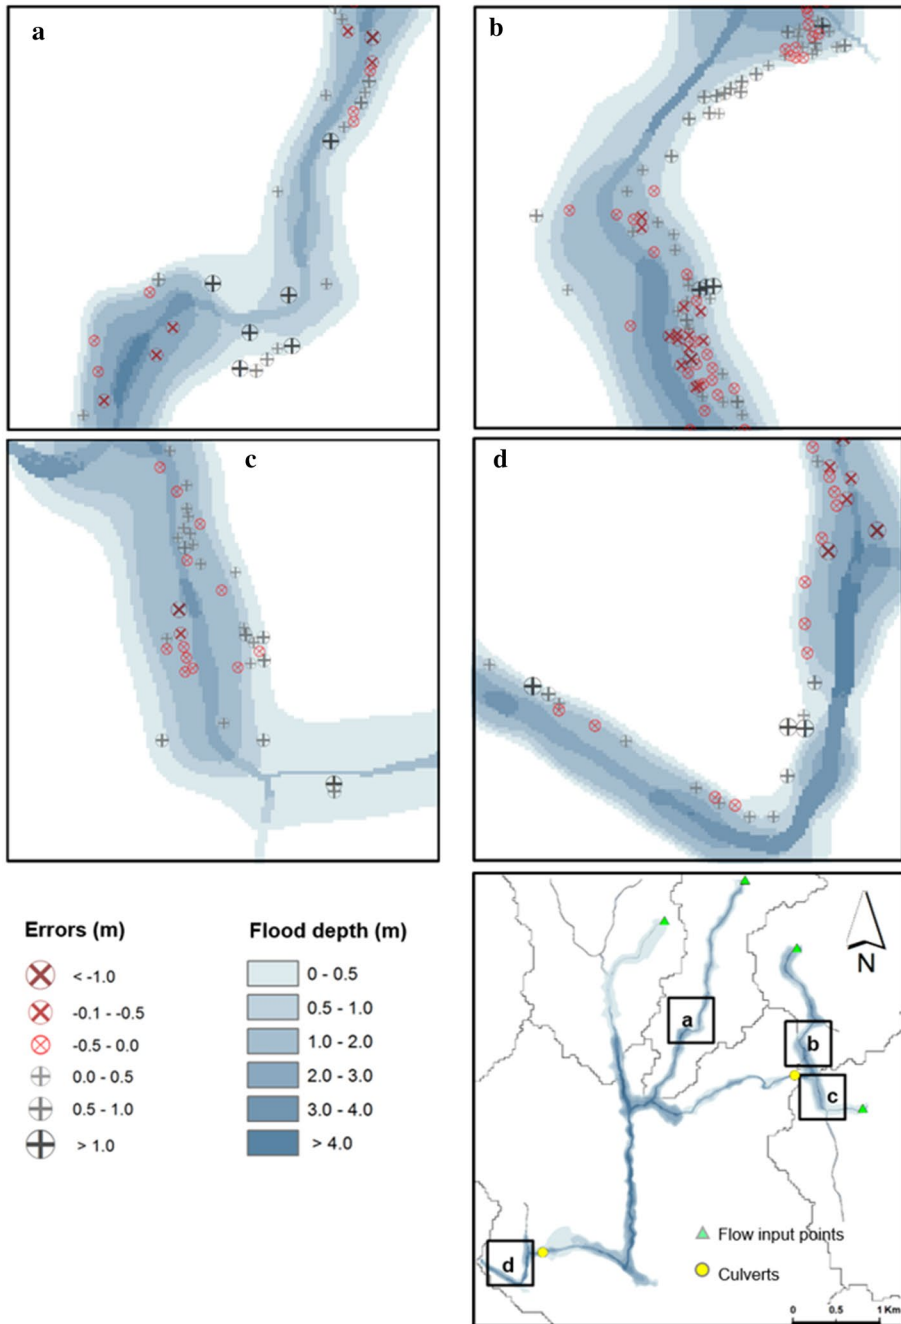 a
b
c
d
Errors (m)
< -1.0
-0.1 - -0.5
-0.5 - 0.0
0.0 - 0.5
0.5 - 1.0
> 1.0
Flood depth (m)
0 - 0.5
0.5 - 1.0
1.0 - 2.0
2.0 - 3.0
3.0 - 4.0
> 4.0
N
a
b
c
d
Flow input points
Culverts
0 0.5 1 Km